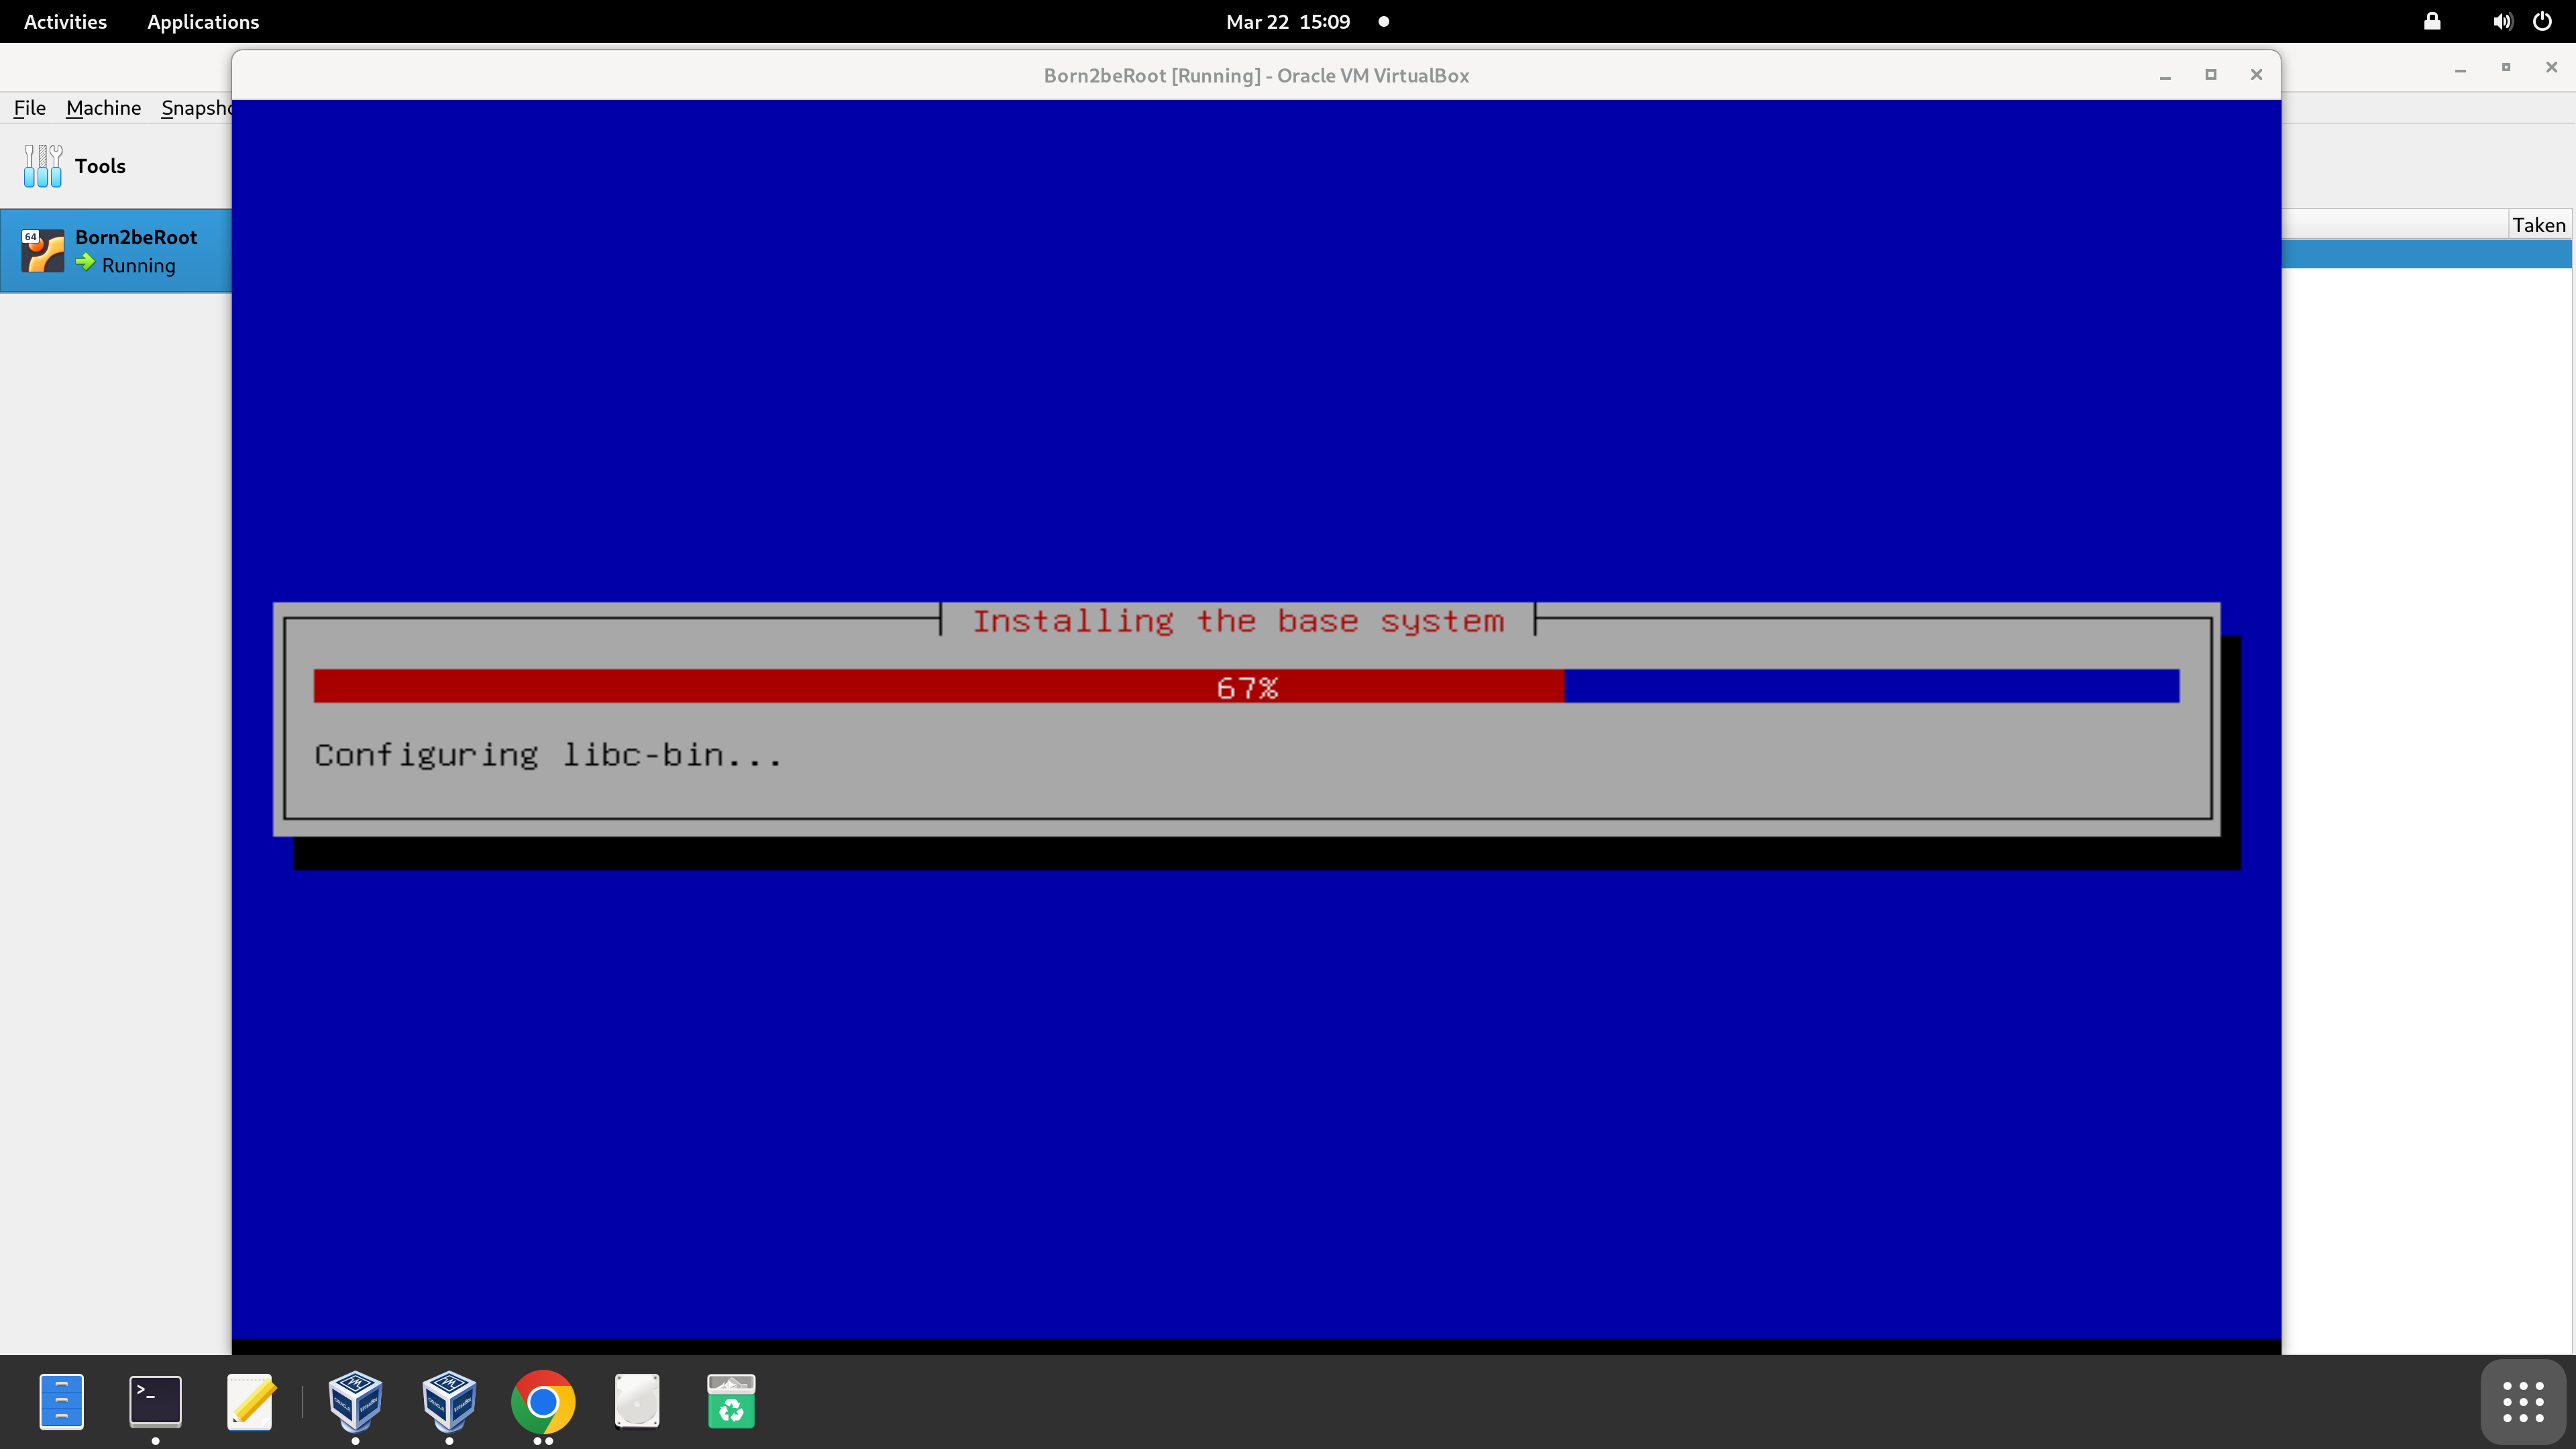 Activities Applications Mar 22 15:09
Born2beRoot [Running] - Oracle VM VirtualBox
File Machine Snapsho
Tools
Taken
64
Born2beRoot
Running
Installing the base system
67%
Configuring libc-bin...